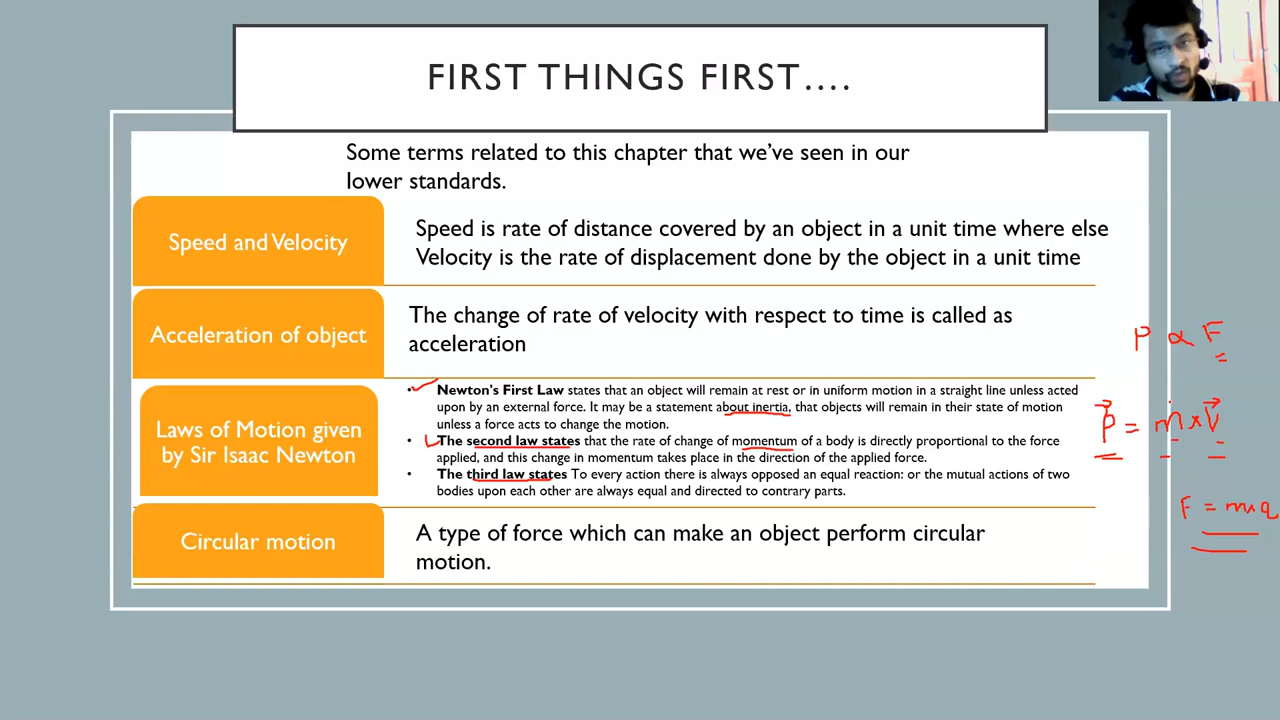 FIRST THINGS FIRST....
Some terms related to this chapter that we've seen in our
lower standards.
Speed and Velocity
Speed is rate of distance covered by an object in a unit time where else
Velocity is the rate of displacement done by the object in a unit time
Acceleration of object
The change of rate of velocity with respect to time is called as
acceleration
P ∝ F
Laws of Motion given
by Sir Isaac Newton
• Newton's First Law states that an object will remain at rest or in uniform motion in a straight line unless acted
upon by an external force. It may be a statement about inertia, that objects will remain in their state of motion
unless a force acts to change the motion.
• The second law states that the rate of change of momentum of a body is directly proportional to the force
applied, and this change in momentum takes place in the direction of the applied force.
• The third law states To every action there is always opposed an equal reaction: or the mutual actions of two
bodies upon each other are always equal and directed to contrary parts.
P⃗ = m × V⃗
F = m×a
Circular motion
A type of force which can make an object perform circular
motion.